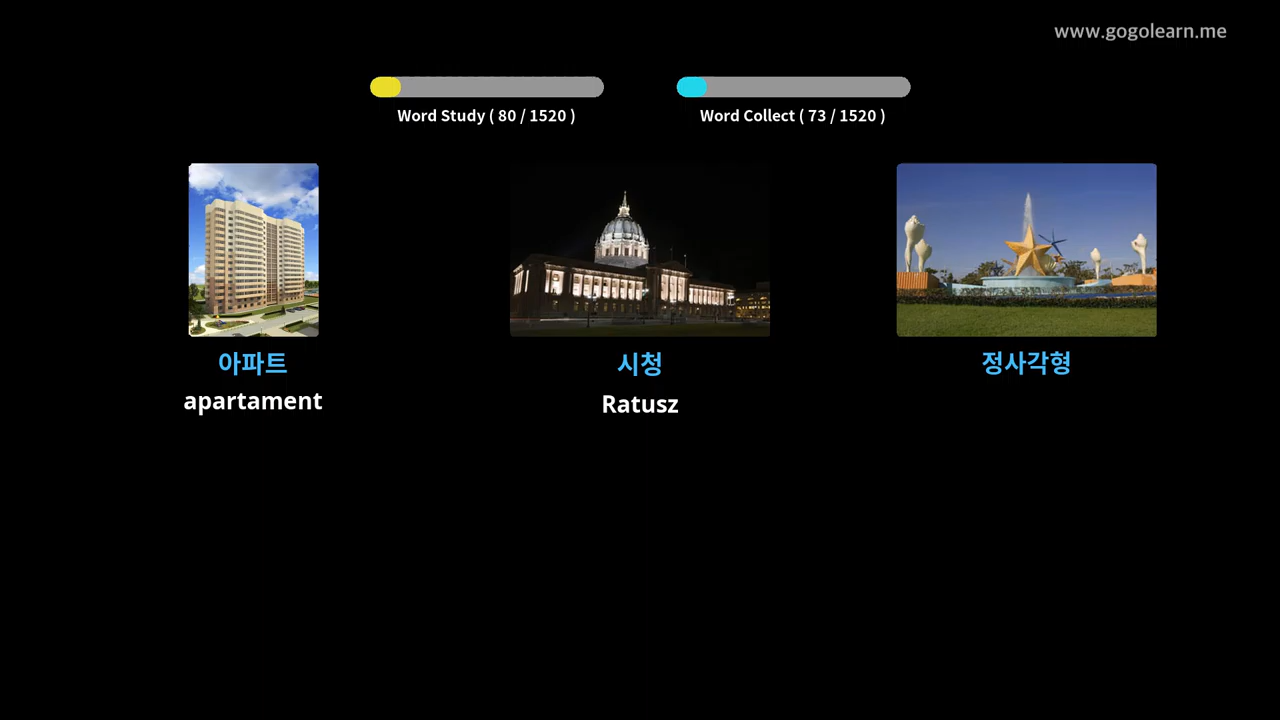 www.gogolearn.me
Word Study ( 80 / 1520 )
Word Collect ( 73 / 1520 )
아파트
시청
정사각형
apartament
Ratusz